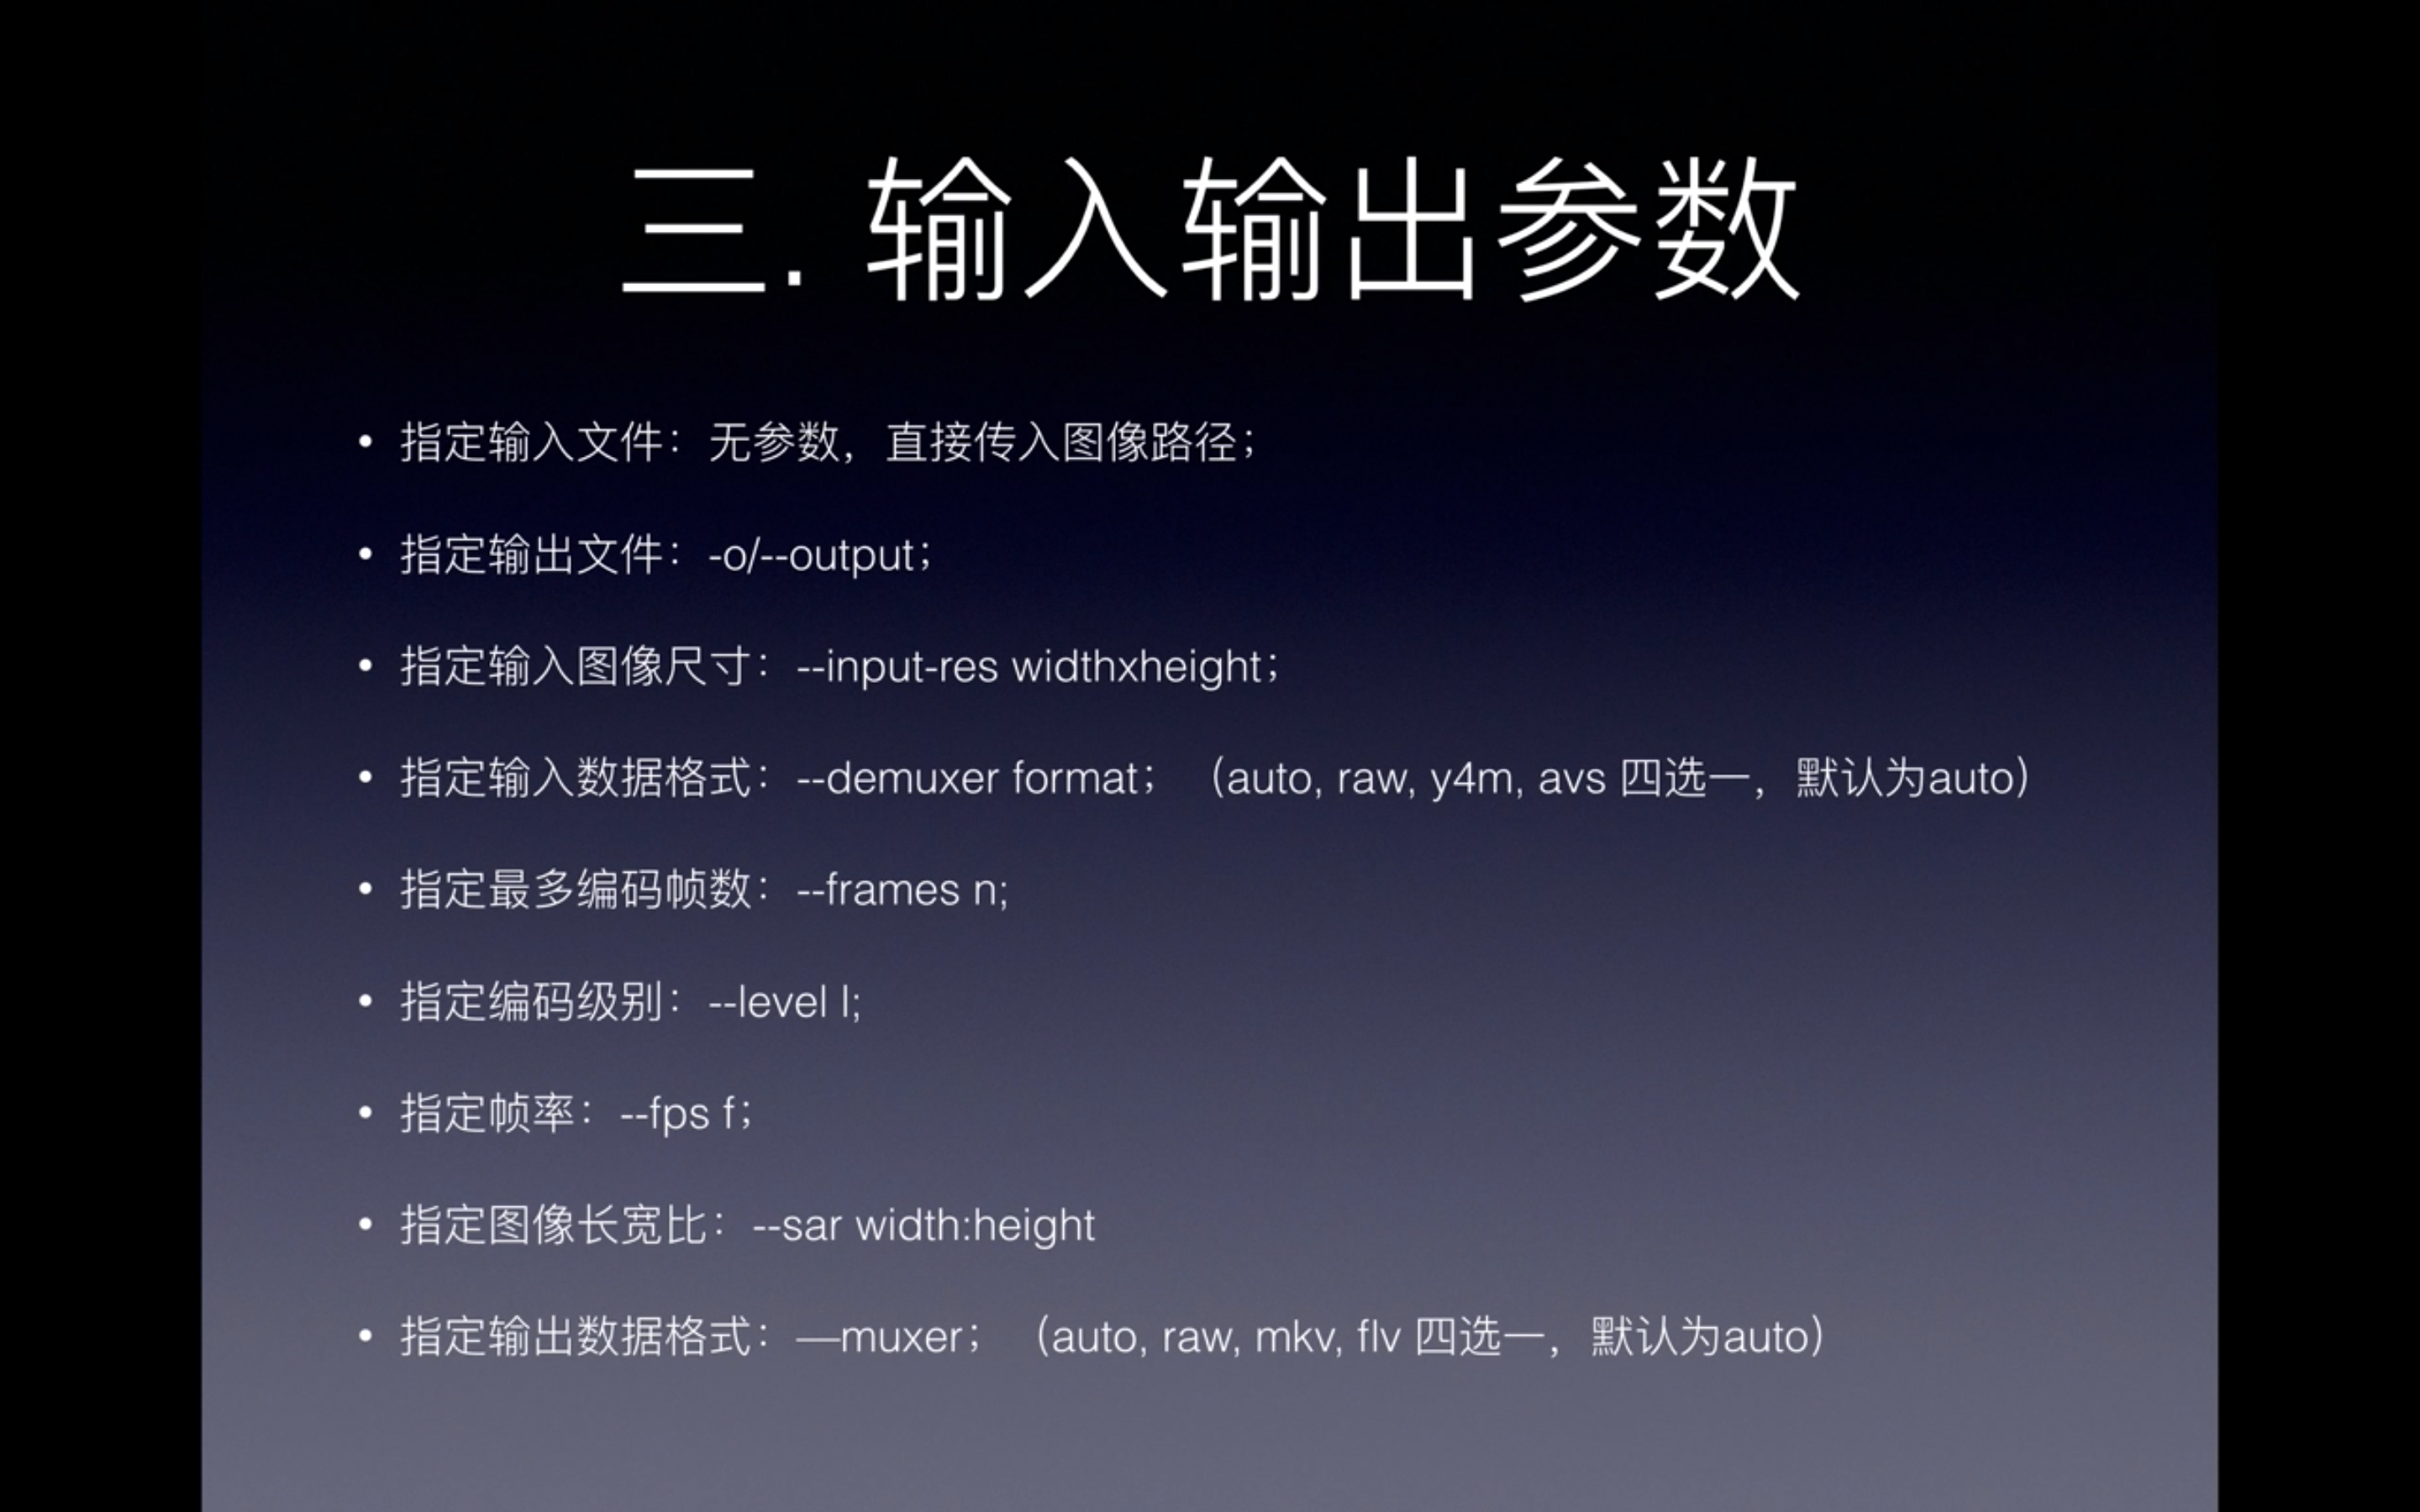 三. 输入输出参数
• 指定输入文件：无参数，直接传入图像路径；
• 指定输出文件：-o/--output；
• 指定输入图像尺寸：--input-res widthxheight；
• 指定输入数据格式：--demuxer format； （auto, raw, y4m, avs 四选一，默认为auto）
• 指定最多编码帧数：--frames n;
• 指定编码级别：--level l;
• 指定帧率：--fps f；
• 指定图像长宽比：--sar width:height
• 指定输出数据格式：—muxer； （auto, raw, mkv, flv 四选一，默认为auto）